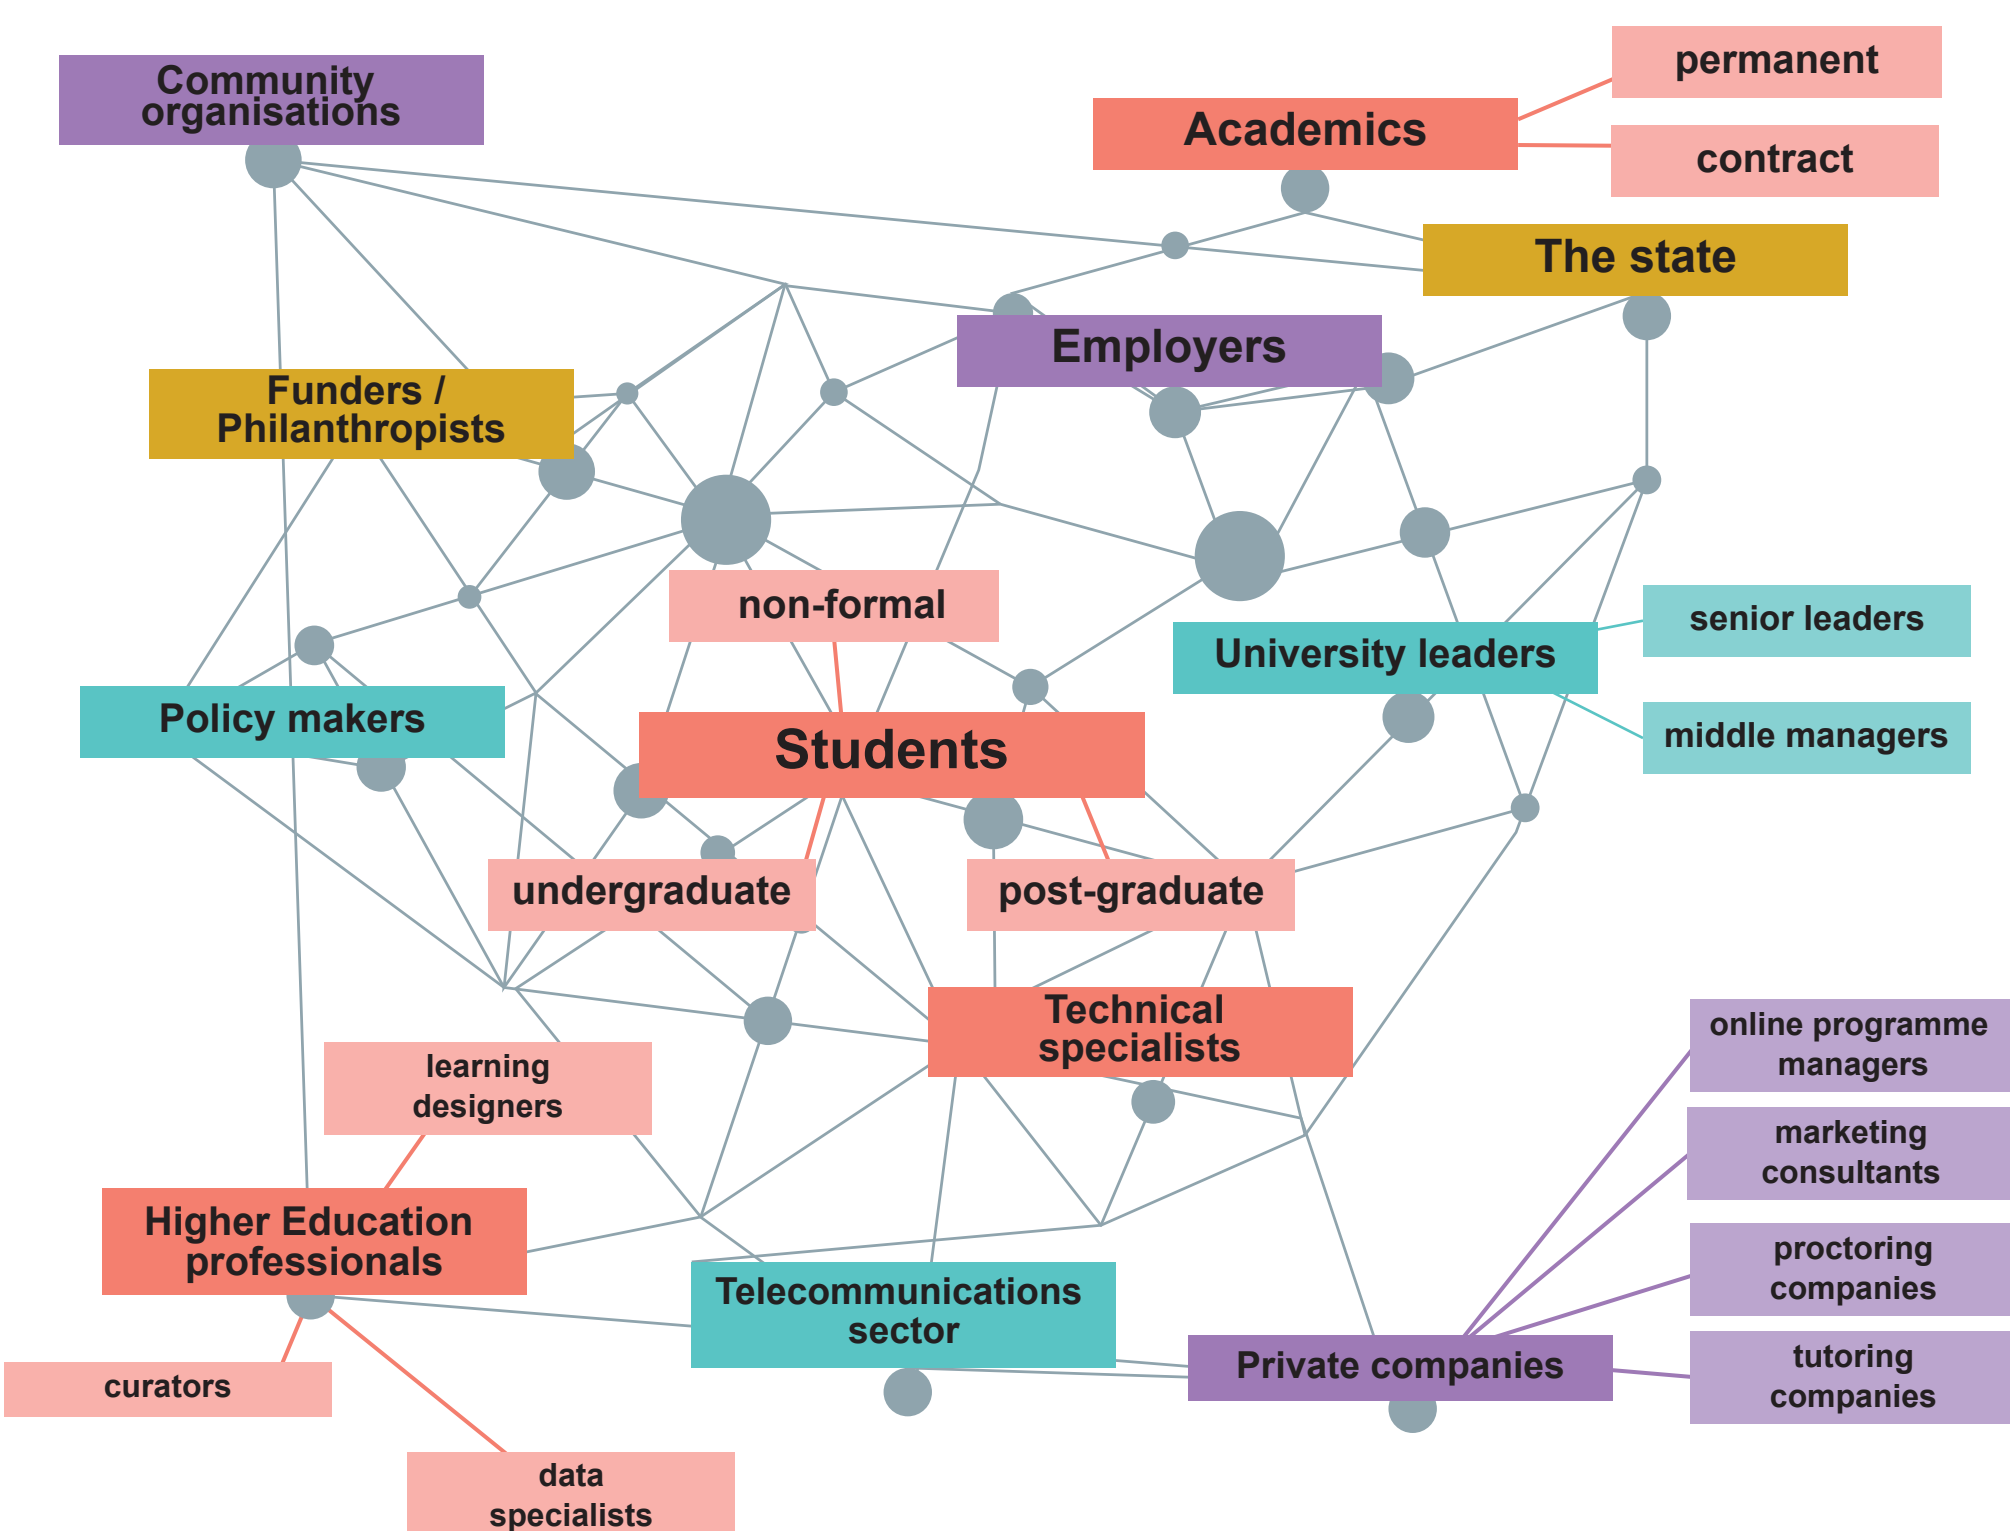 Community
organisations
permanent
Academics
contract
The state
Employers
Funders /
Philanthropists
non-formal
senior leaders
University leaders
Policy makers
middle managers
Students
undergraduate
post-graduate
Technical
specialists
online programme
managers
learning
designers
marketing
consultants
Higher Education
professionals
proctoring
companies
Telecommunications
sector
Private companies
tutoring
companies
curators
data
specialists